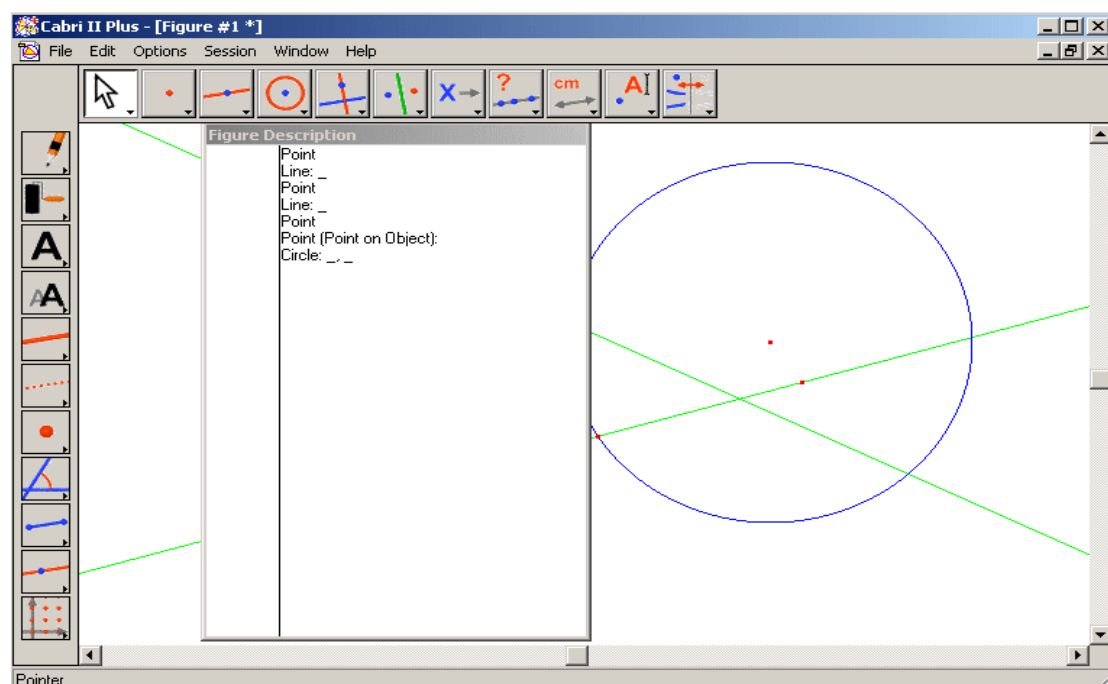 Cabri II Plus - [Figure #1 *]
File Edit Options Session Window Help
X ? cm A
Figure Description
Point
Line: _
Point
Line: _
Point
Point (Point on Object):
Circle: _, _
A
AA
Pointer